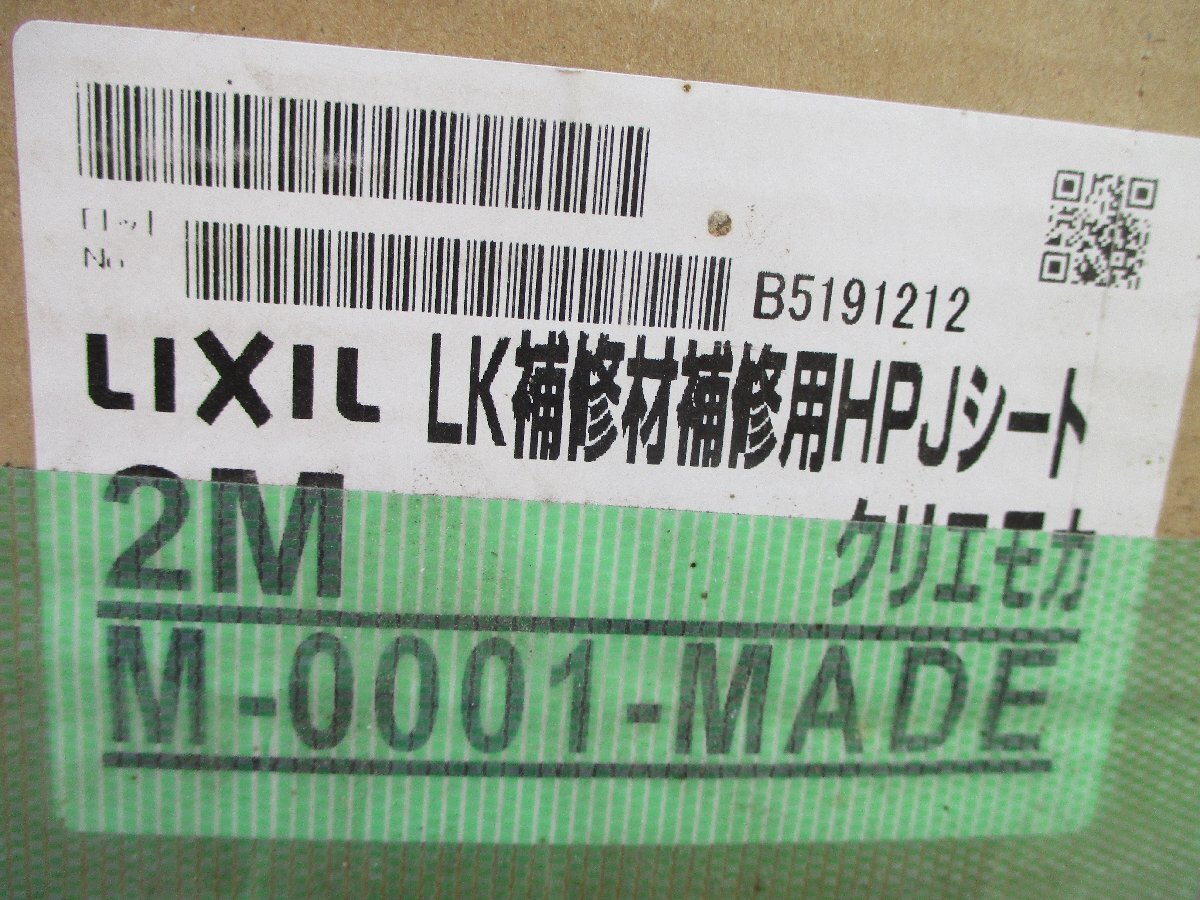 ロット
No
B5191212
LIXIL LK補修材補修用HPJシート
2M クリエモカ
M-0001-MADE